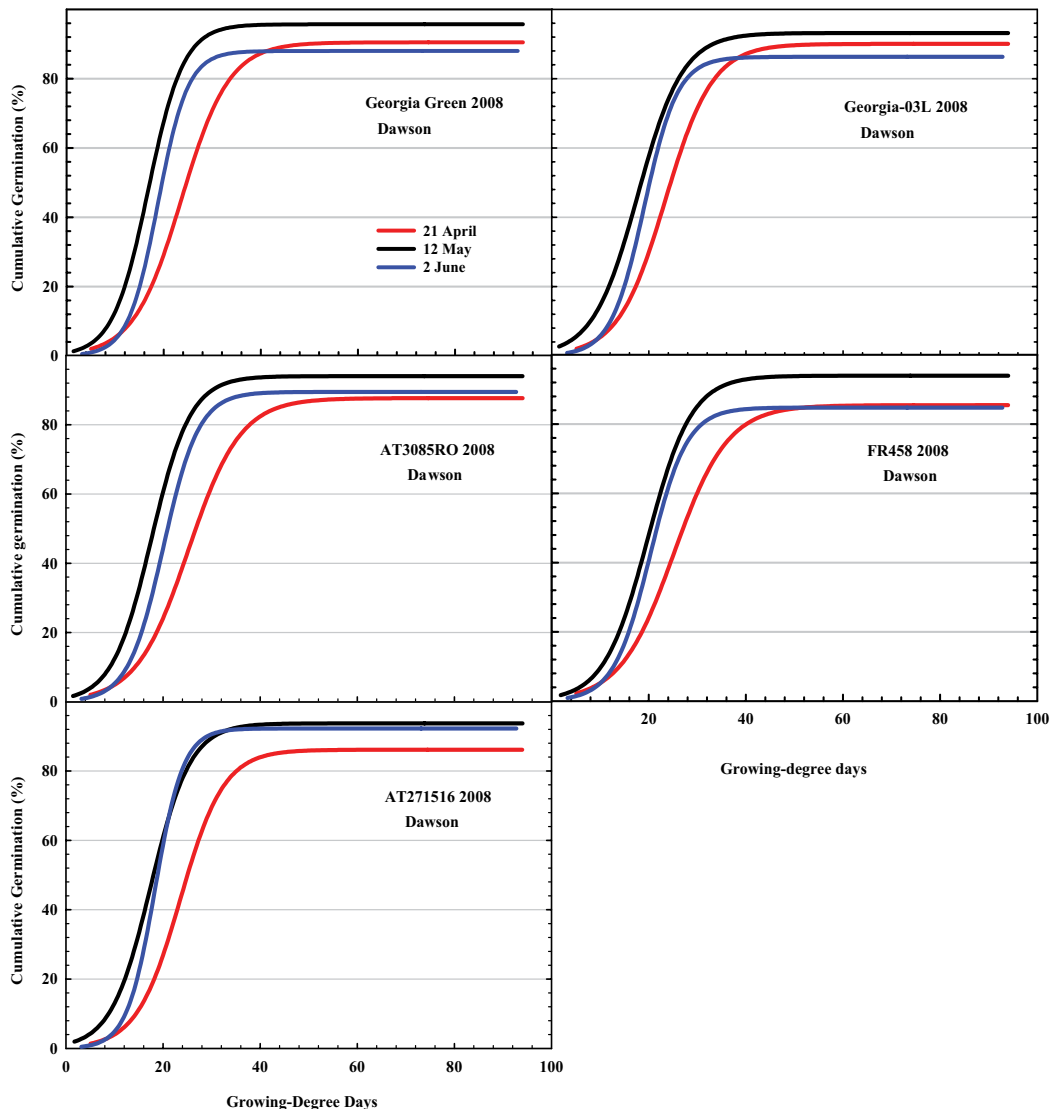 Cumulative Germination (%)
80
60
40
20
0
Georgia Green 2008
Dawson
21 April
12 May
2 June
Georgia-03L 2008
Dawson
Cumulative germination (%)
80
60
40
20
0
AT3085RO 2008
Dawson
FR458 2008
Dawson
20
40
60
80
100
Growing-degree days
Cumulative Germination (%)
80
60
40
20
0
AT271516 2008
Dawson
0
20
40
60
80
100
Growing-Degree Days